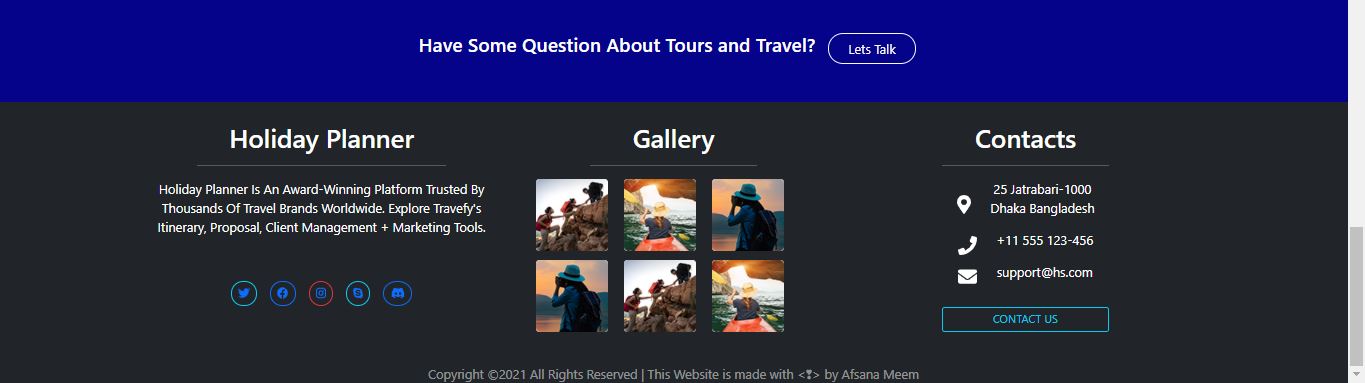 Have Some Question About Tours and Travel?
Lets Talk
Holiday Planner
Holiday Planner Is An Award-Winning Platform Trusted By
Thousands Of Travel Brands Worldwide. Explore Travefy's
Itinerary, Proposal, Client Management + Marketing Tools.
Gallery
Contacts
25 Jatrabari-1000
Dhaka Bangladesh
+11 555 123-456
support@hs.com
CONTACT US
Copyright ©2021 All Rights Reserved | This Website is made with <❣> by Afsana Meem